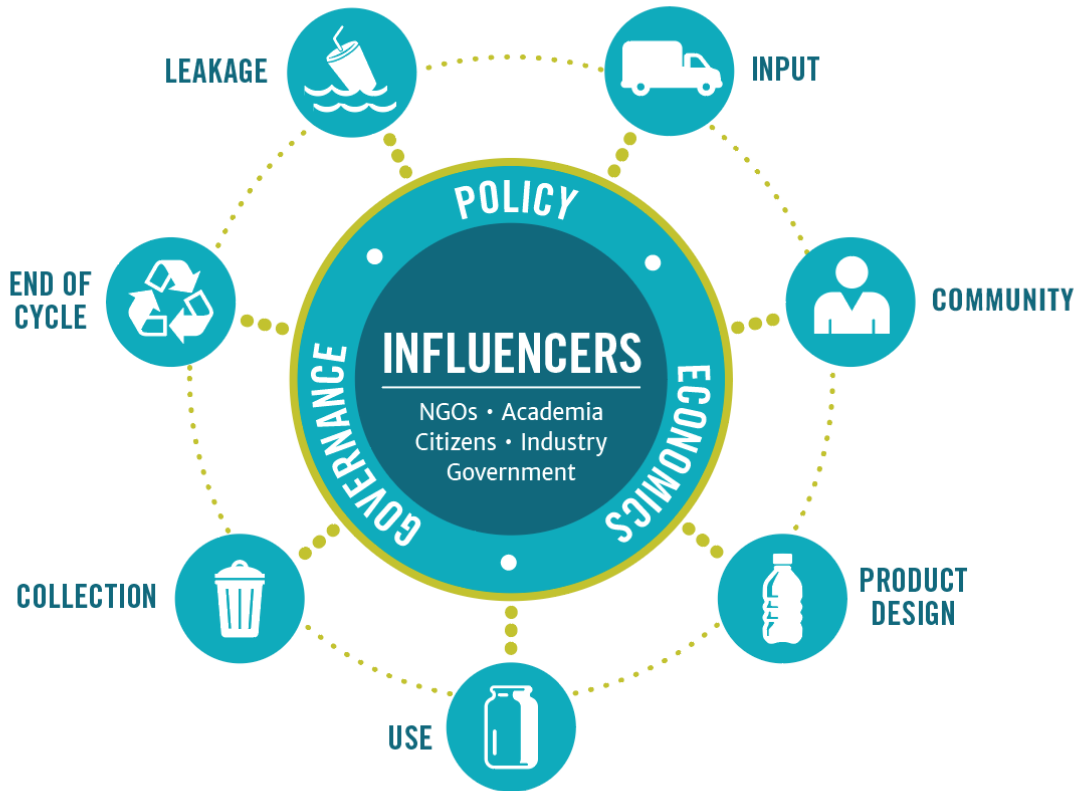 LEAKAGE
INPUT
POLICY
END OF
CYCLE
COMMUNITY
GOVERNANCE
INFLUENCERS
NGOs • Academia
Citizens • Industry
Government
ECONOMICS
COLLECTION
PRODUCT
DESIGN
USE